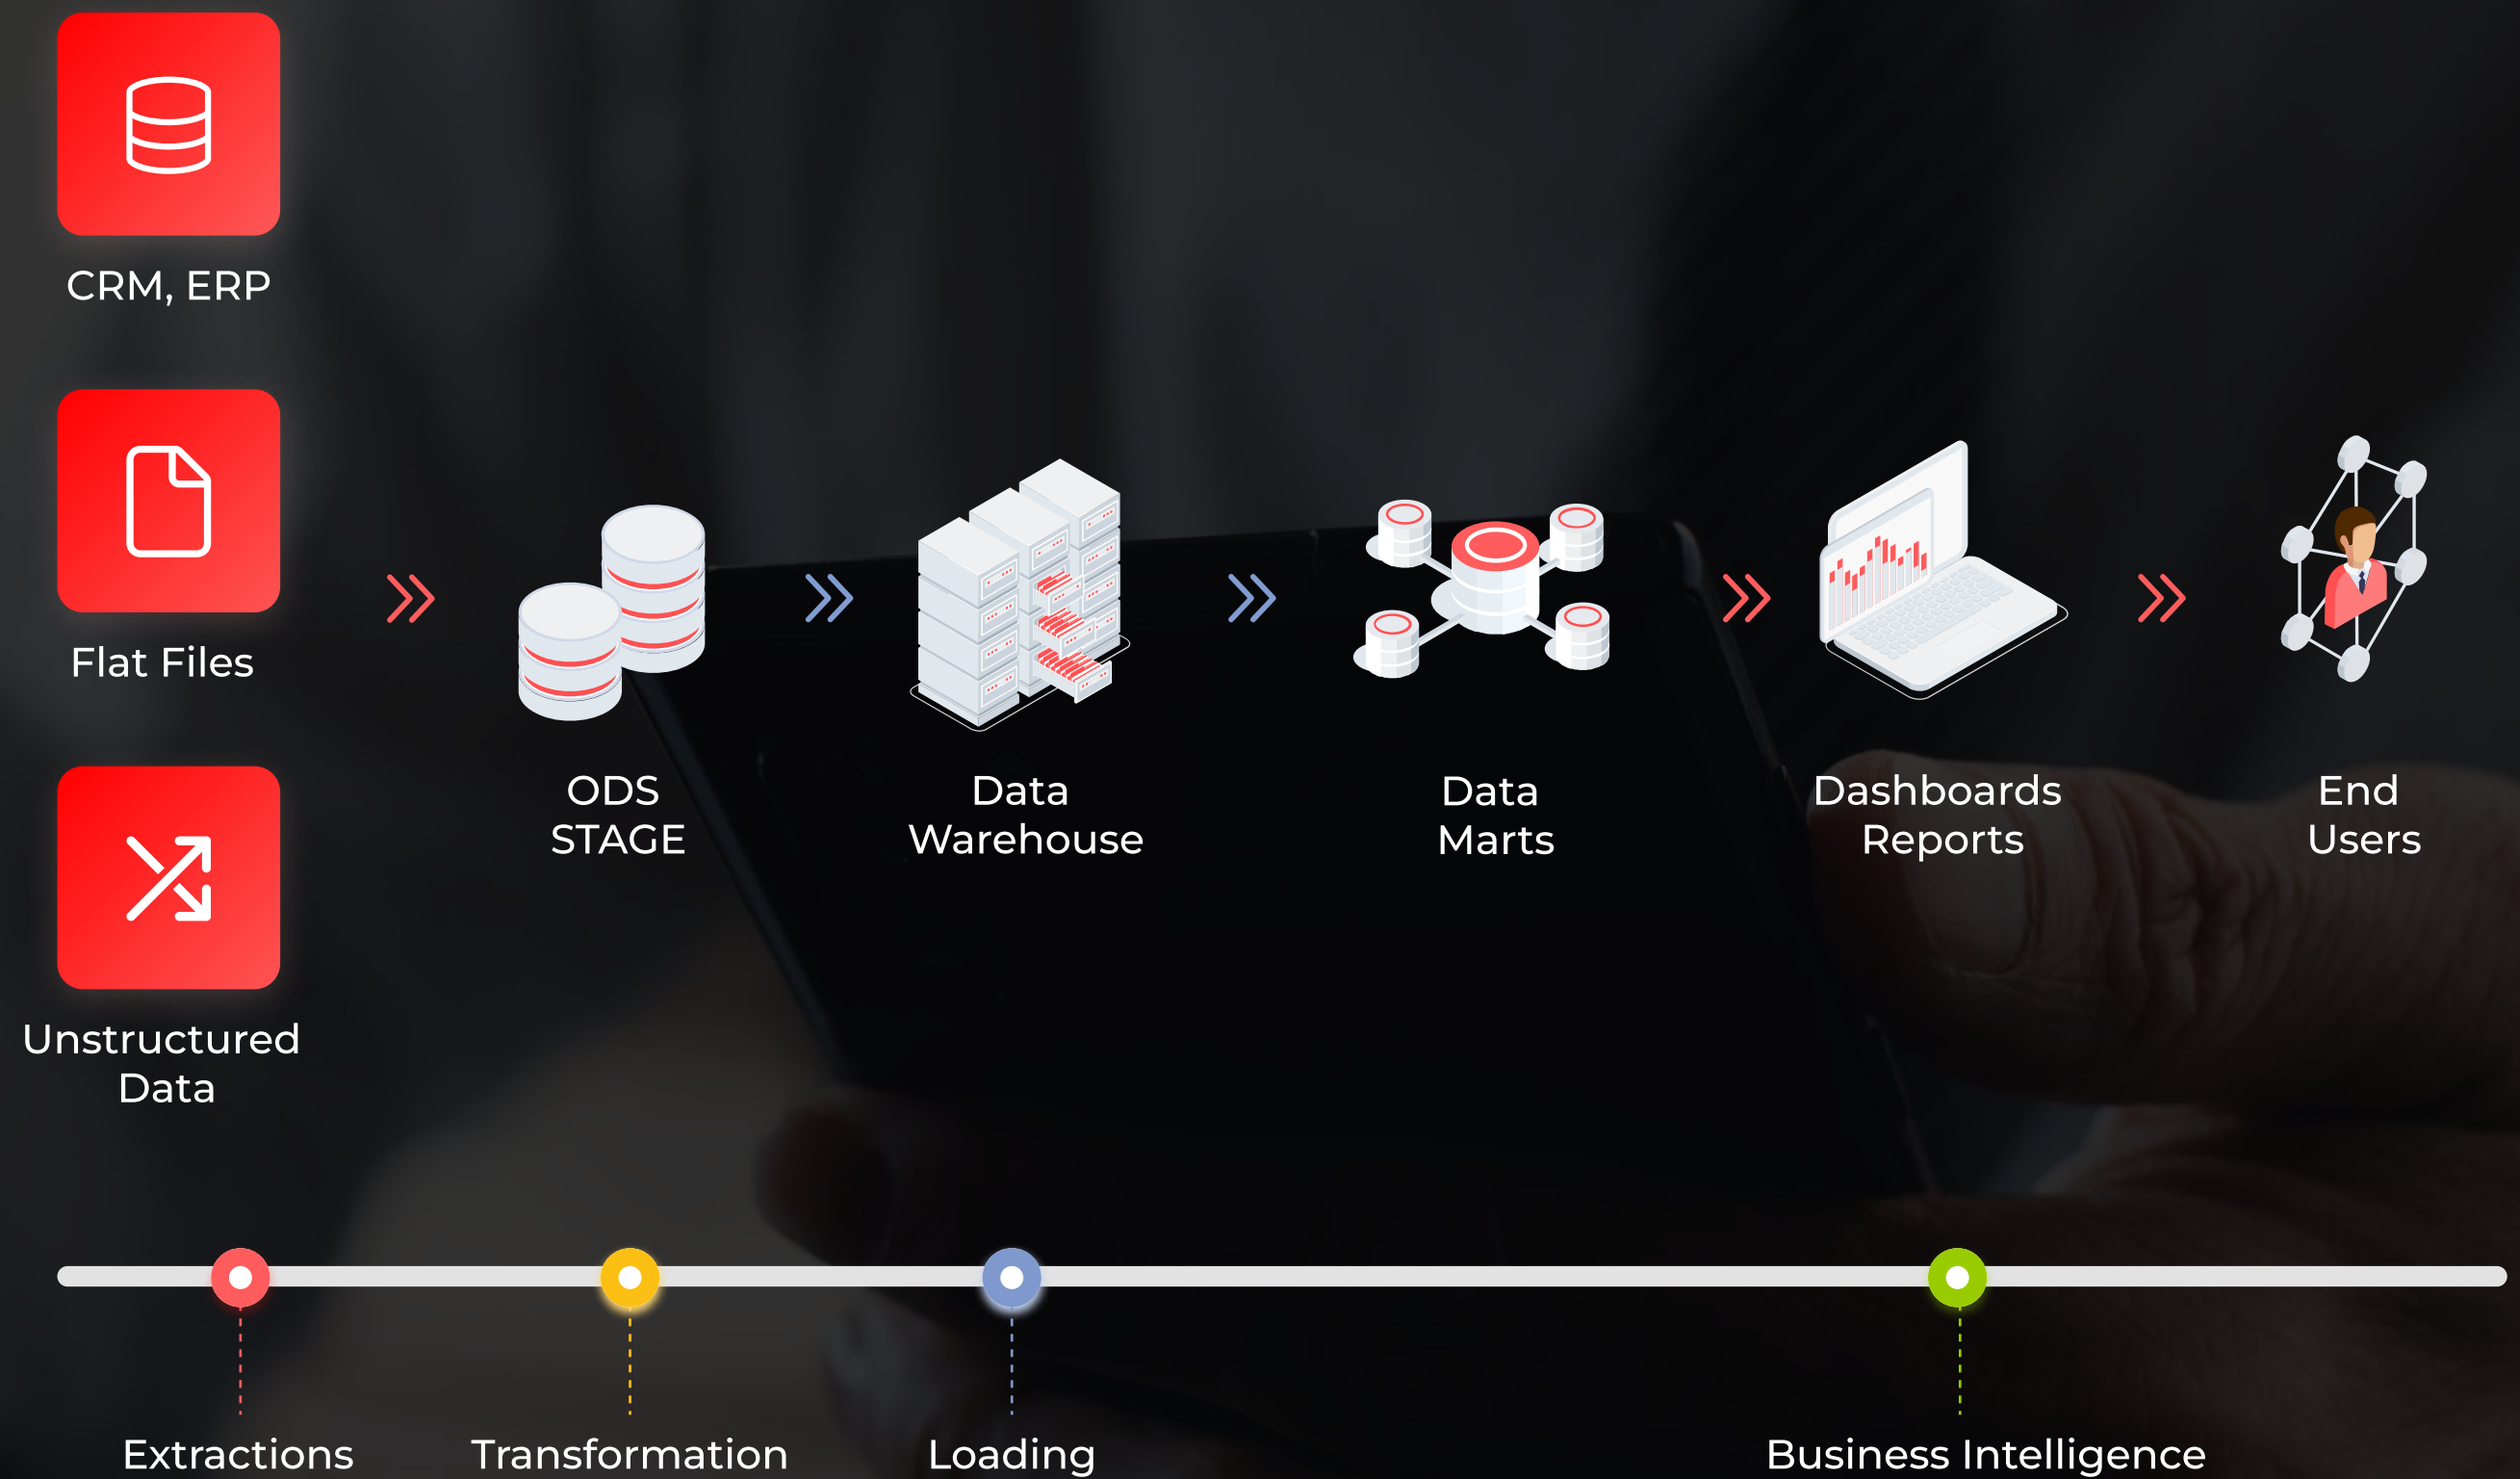 CRM, ERP
Flat Files
Unstructured
Data
ODS
STAGE
Data
Warehouse
Data
Marts
Dashboards
Reports
End
Users
Extractions
Transformation
Loading
Business Intelligence